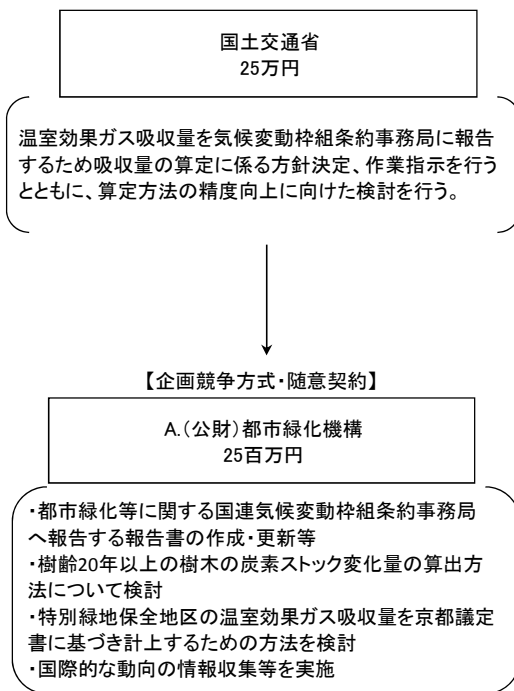 国土交通省
25万円
温室効果ガス吸収量を気候変動枠組条約事務局に報告
するため吸収量の算定に係る方針決定、作業指示を行う
とともに、算定方法の精度向上に向けた検討を行う。
【企画競争方式・随意契約】
A.(公財)都市緑化機構
25百万円
・都市緑化等に関する国連気候変動枠組条約事務局
へ報告する報告書の作成・更新等
・樹齢20年以上の樹木の炭素ストック変化量の算出方
法について検討
・特別緑地保全地区の温室効果ガス吸収量を京都議定
書に基づき計上するための方法を検討
・国際的な動向の情報収集等を実施